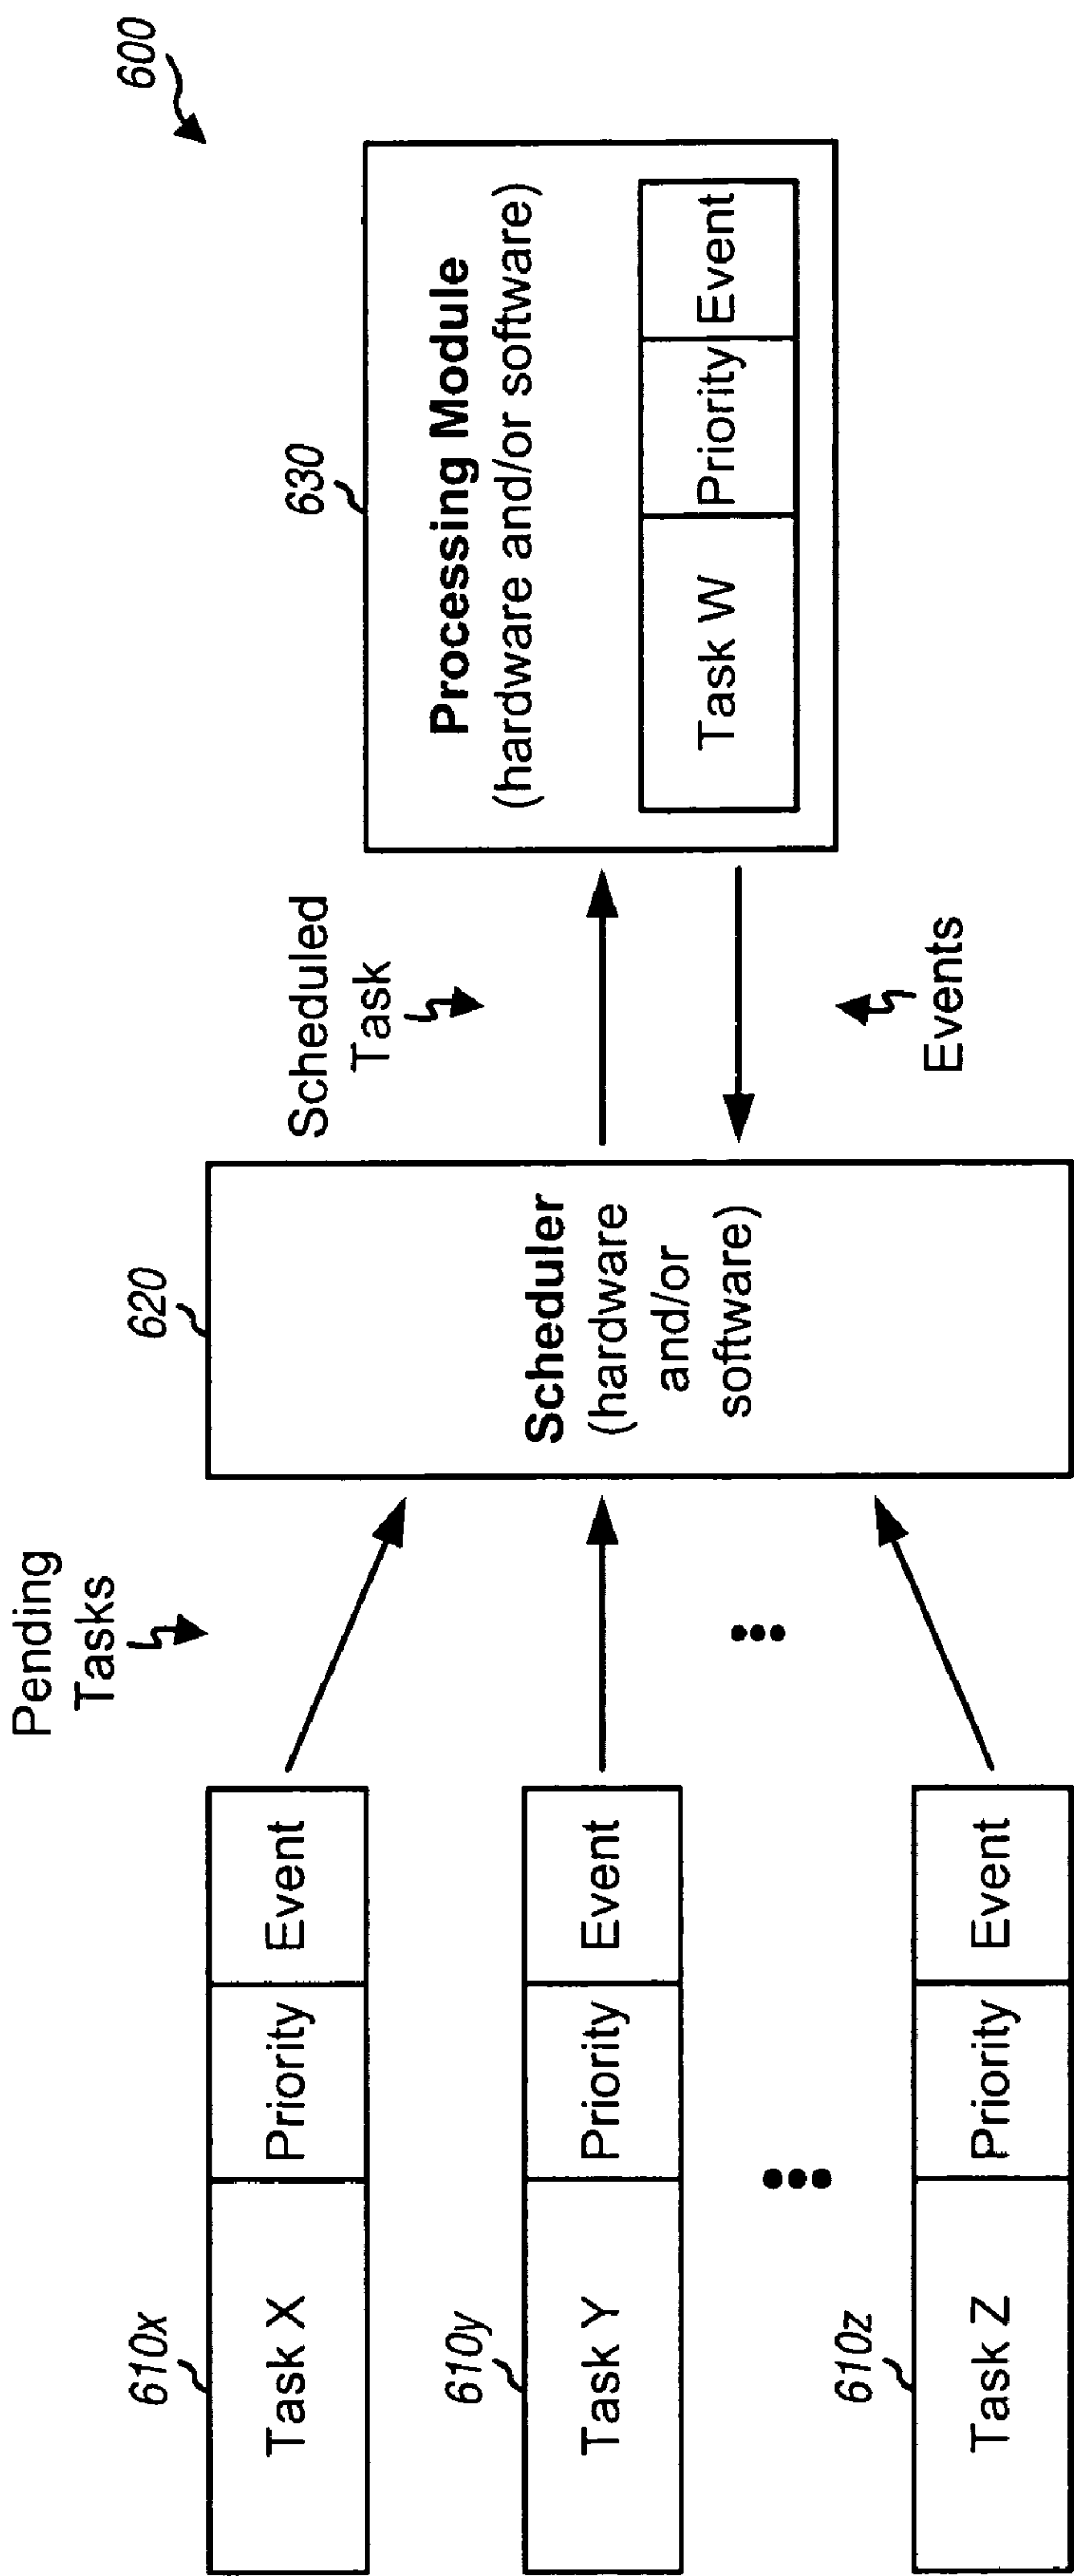 600
Pending
Tasks
610x
Task X
Priority
Event
610y
Task Y
Priority
Event
610z
Task Z
Priority
Event
620
Scheduler
(hardware
and/or
software)
Scheduled
Task
Events
630
Processing Module
(hardware and/or software)
Task W
Priority
Event